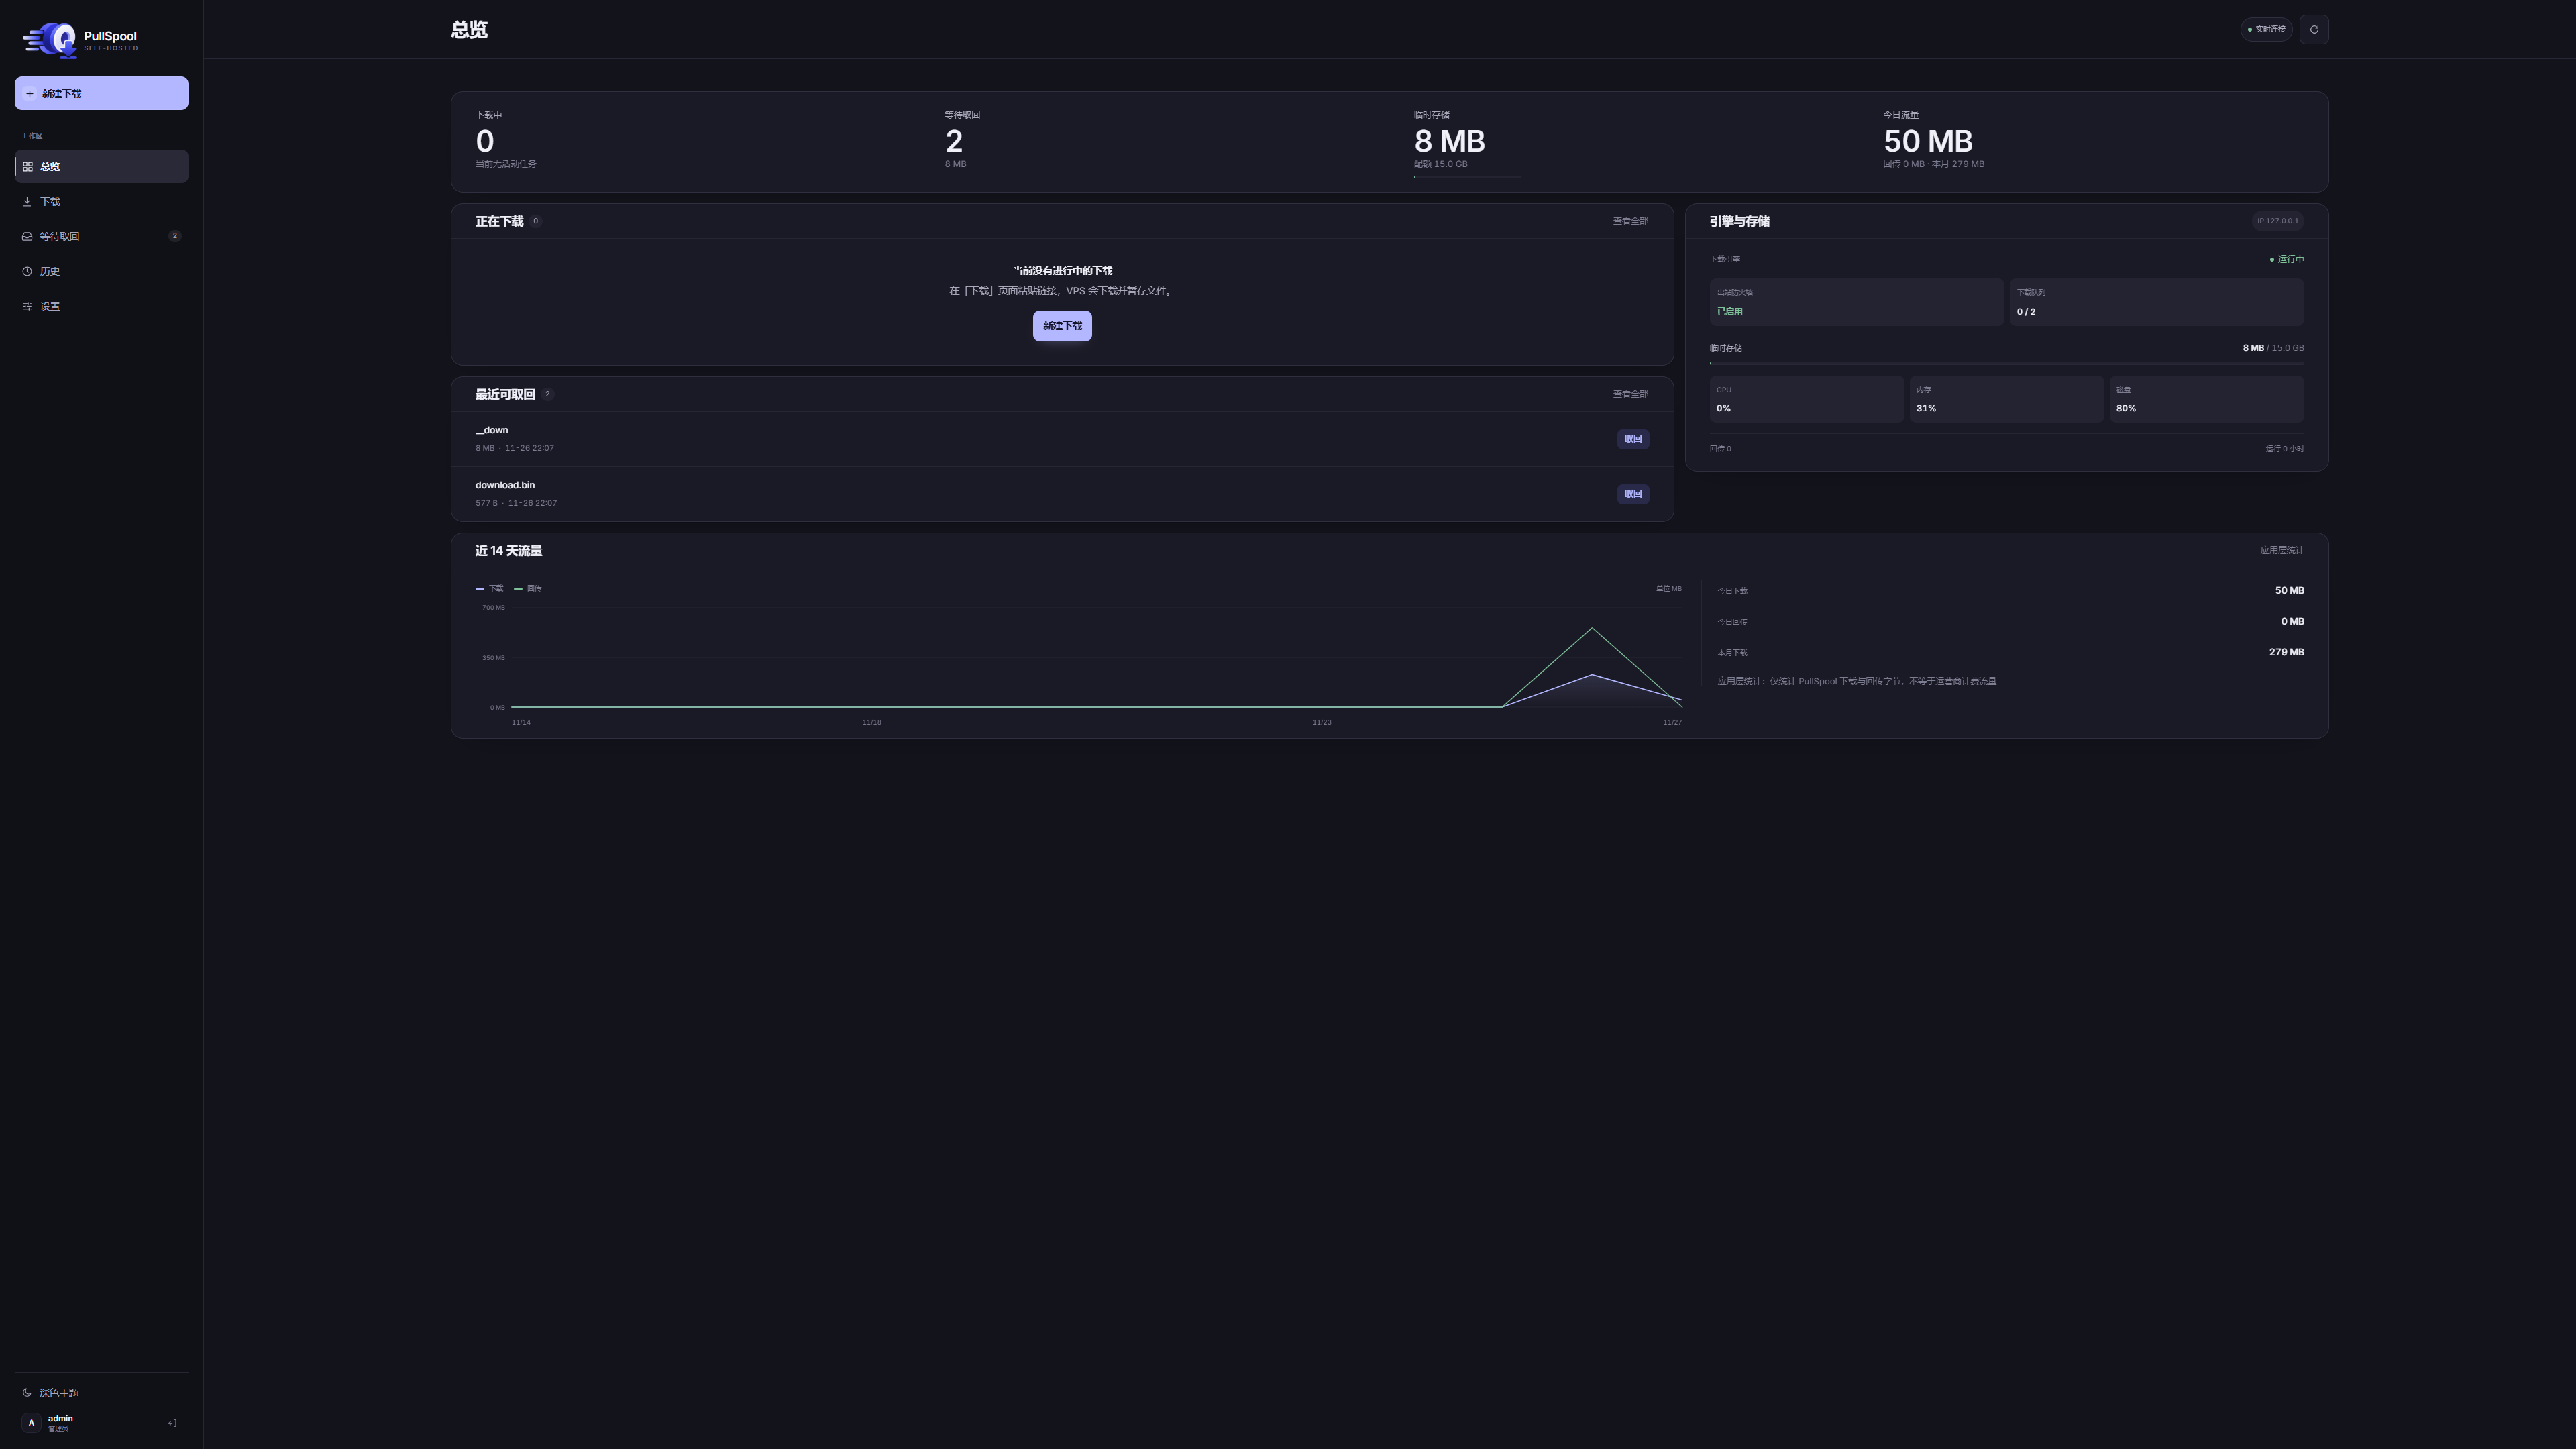 PullSpool
SELF-HOSTED
新建下载
工作区
总览
下载
等待取回 2
历史
设置
深色主题
A
admin
管理员
总览
实时连接
下载中
0
当前无活动任务
等待取回
2
8 MB
临时存储
8 MB
配额 15.0 GB
今日流量
50 MB
回传 0 MB · 本月 279 MB
正在下载 0
查看全部
当前没有进行中的下载
在「下载」页面粘贴链接，VPS 会下载并暂存文件。
新建下载
最近可取回 2
查看全部
__down
8 MB · 11-26 22:07
取回
download.bin
577 B · 11-26 22:07
取回
引擎与存储
IP 127.0.0.1
下载引擎
运行中
出站防火墙
已启用
下载队列
0 / 2
临时存储
8 MB / 15.0 GB
CPU
0%
内存
31%
磁盘
80%
回传 0
运行 0 小时
近 14 天流量
应用层统计
下载 回传
单位 MB
700 MB
350 MB
0 MB
11/14 11/18 11/23 11/27
今日下载 50 MB
今日回传 0 MB
本月下载 279 MB
应用层统计：仅统计 PullSpool 下载与回传字节，不等于运营商计费流量